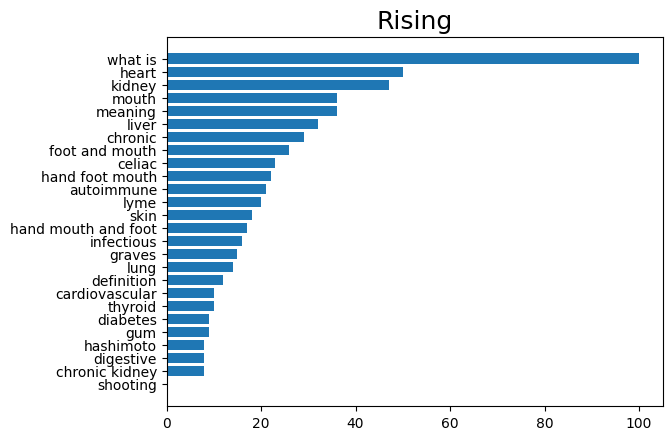 Rising
what is
heart
kidney
mouth
meaning
liver
chronic
foot and mouth
celiac
hand foot mouth
autoimmune
lyme
skin
hand mouth and foot
infectious
graves
lung
definition
cardiovascular
thyroid
diabetes
gum
hashimoto
digestive
chronic kidney
shooting
0 20 40 60 80 100